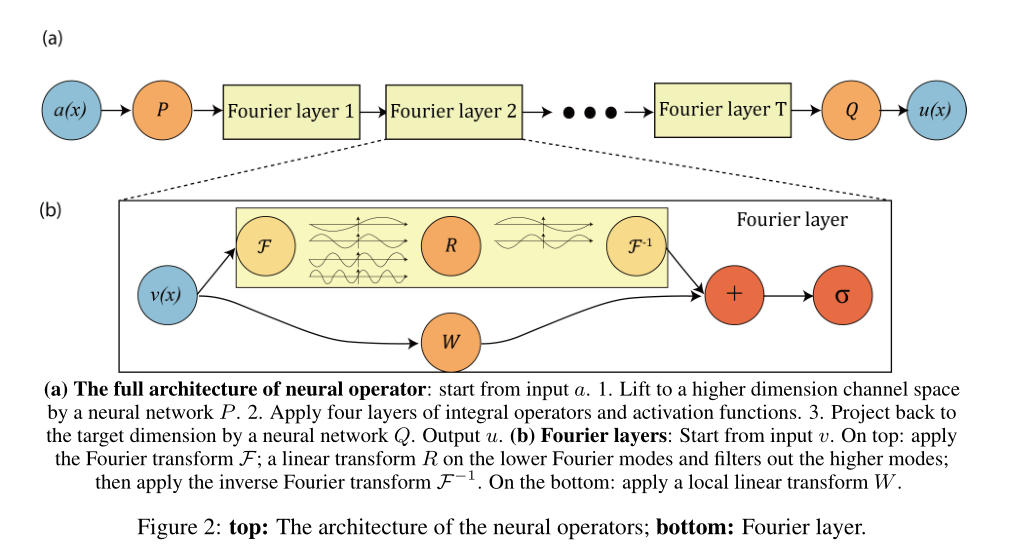 (a)
a(x) P Fourier layer 1 Fourier layer 2 Fourier layer T Q u(x)
(b)
Fourier layer
ℱ R ℱ⁻¹
v(x) + σ
W
(a) The full architecture of neural operator: start from input a. 1. Lift to a higher dimension channel space
by a neural network P. 2. Apply four layers of integral operators and activation functions. 3. Project back to
the target dimension by a neural network Q. Output u. (b) Fourier layers: Start from input v. On top: apply
the Fourier transform ℱ; a linear transform R on the lower Fourier modes and filters out the higher modes;
then apply the inverse Fourier transform ℱ⁻¹. On the bottom: apply a local linear transform W.
Figure 2: top: The architecture of the neural operators; bottom: Fourier layer.